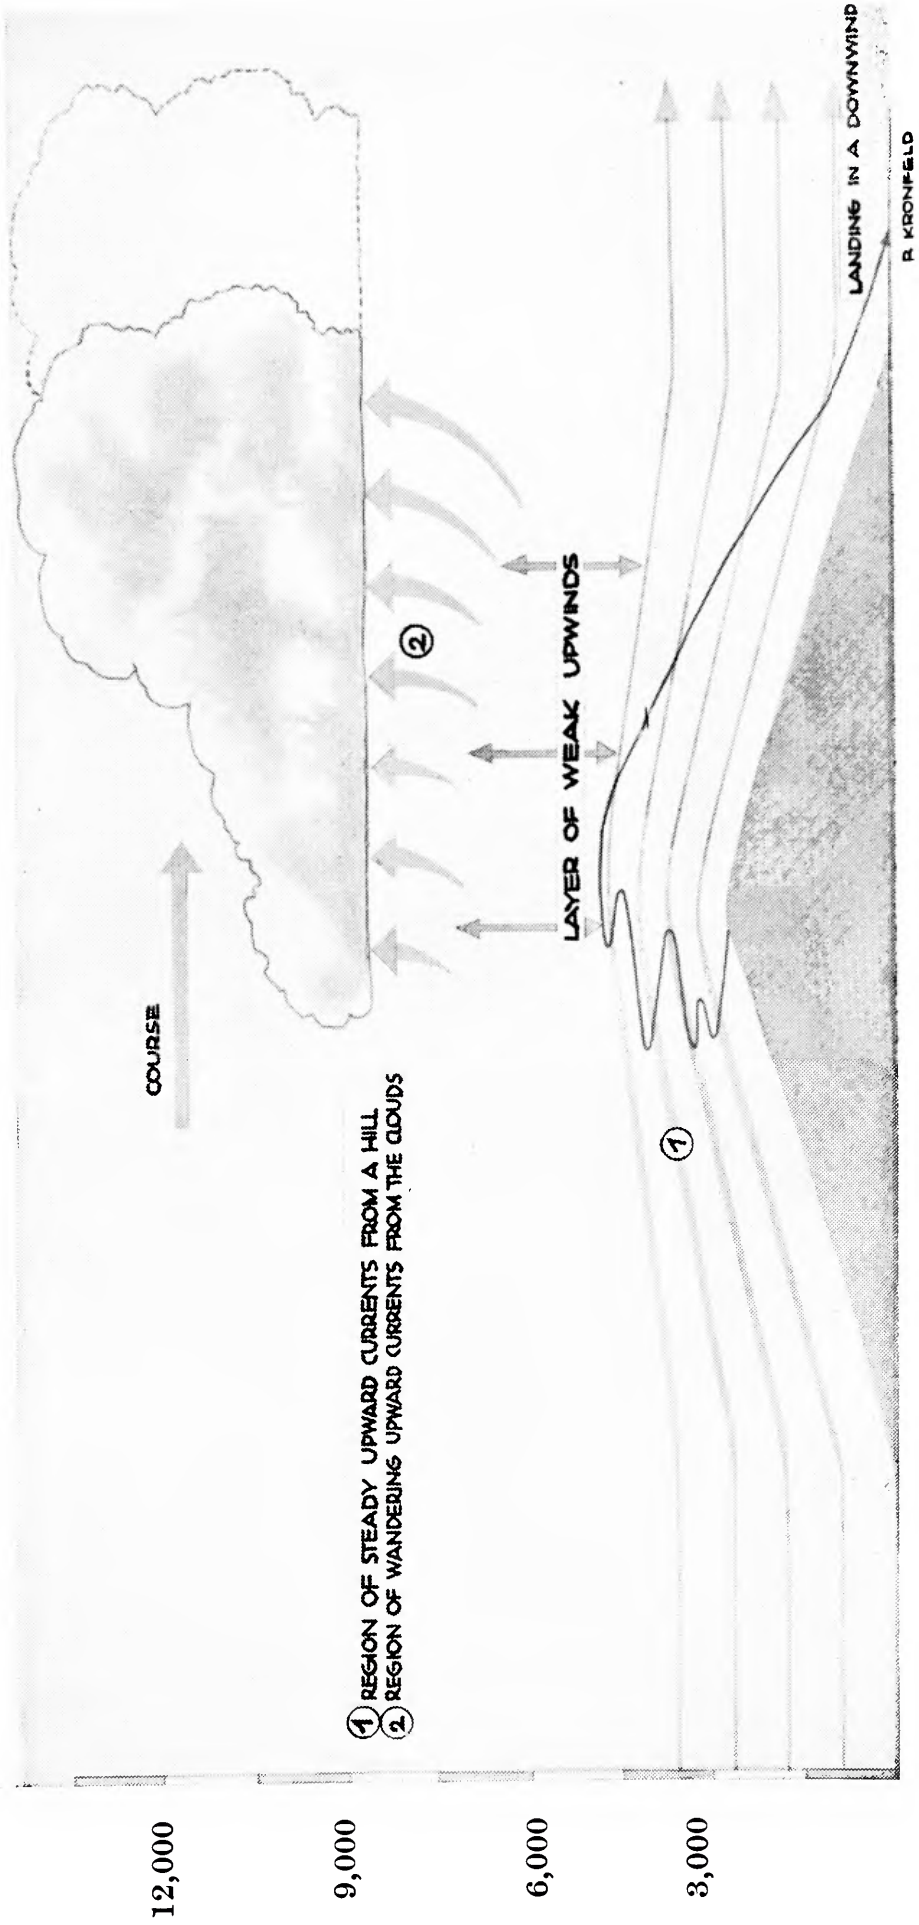 COURSE
① REGION OF STEADY UPWARD CURRENTS FROM A HILL
② REGION OF WANDERING UPWARD CURRENTS FROM THE CLOUDS
②
LAYER OF WEAK UPWINDS
①
LANDING IN A DOWNWIND
R KRONFELD
12,000
9,000
6,000
3,000